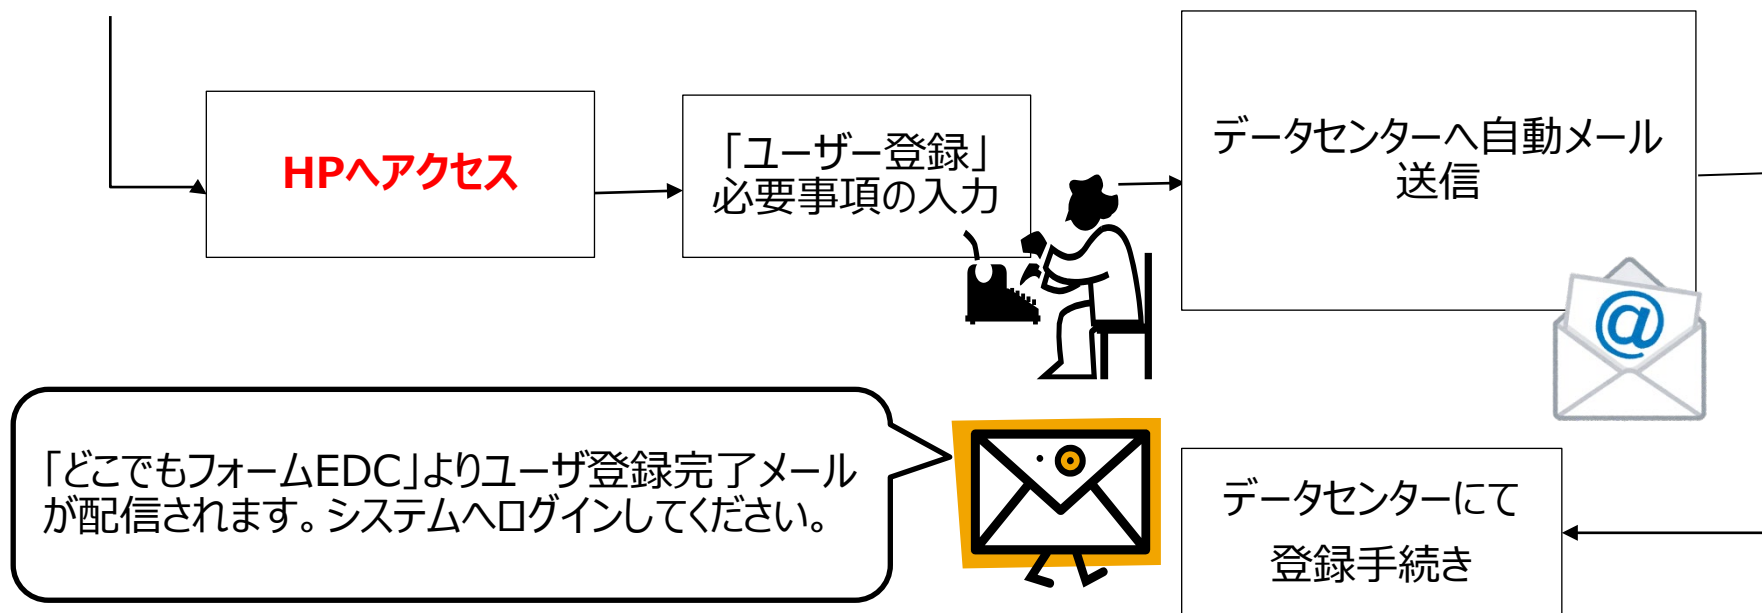 HPへアクセス
「ユーザー登録」
必要事項の入力
データセンターへ自動メール
送信
「どこでもフォームEDC」よりユーザ登録完了メール
が配信されます。システムへログインしてください。
データセンターにて
登録手続き